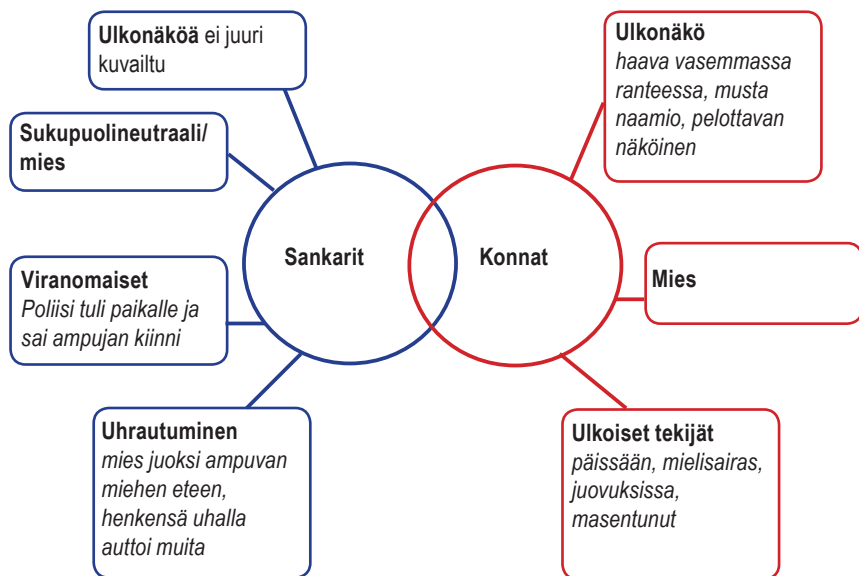 Ulkonäköä ei juuri
kuvailtu
Sukupuolineutraali/
mies
Viranomaiset
Poliisi tuli paikalle ja
sai ampujan kiinni
Uhrautuminen
mies juoksi ampuvan
miehen eteen,
henkensä uhalla
auttoi muita
Sankarit
Konnat
Ulkonäkö
haava vasemmassa
ranteessa, musta
naamio, pelottavan
näköinen
Mies
Ulkoiset tekijät
päissään, mielisairas,
juovuksissa,
masentunut